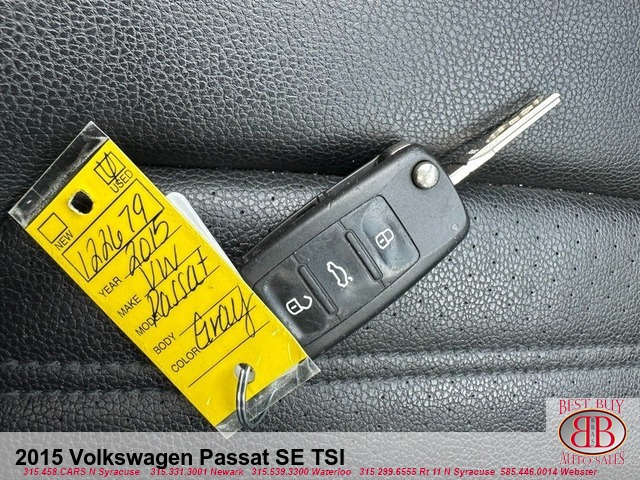 NEW
USED
122679
YEAR 2015
MAKE VW
MODEL Passat
BODY
COLOR Gray
BEST BUY
BB
AUTO SALES
2015 Volkswagen Passat SE TSI
315.458.CARS N Syracuse 315.331.3001 Newark 315.539.3300 Waterloo 315.299.6555 Rt 11 N Syracuse 585.446.0014 Webster